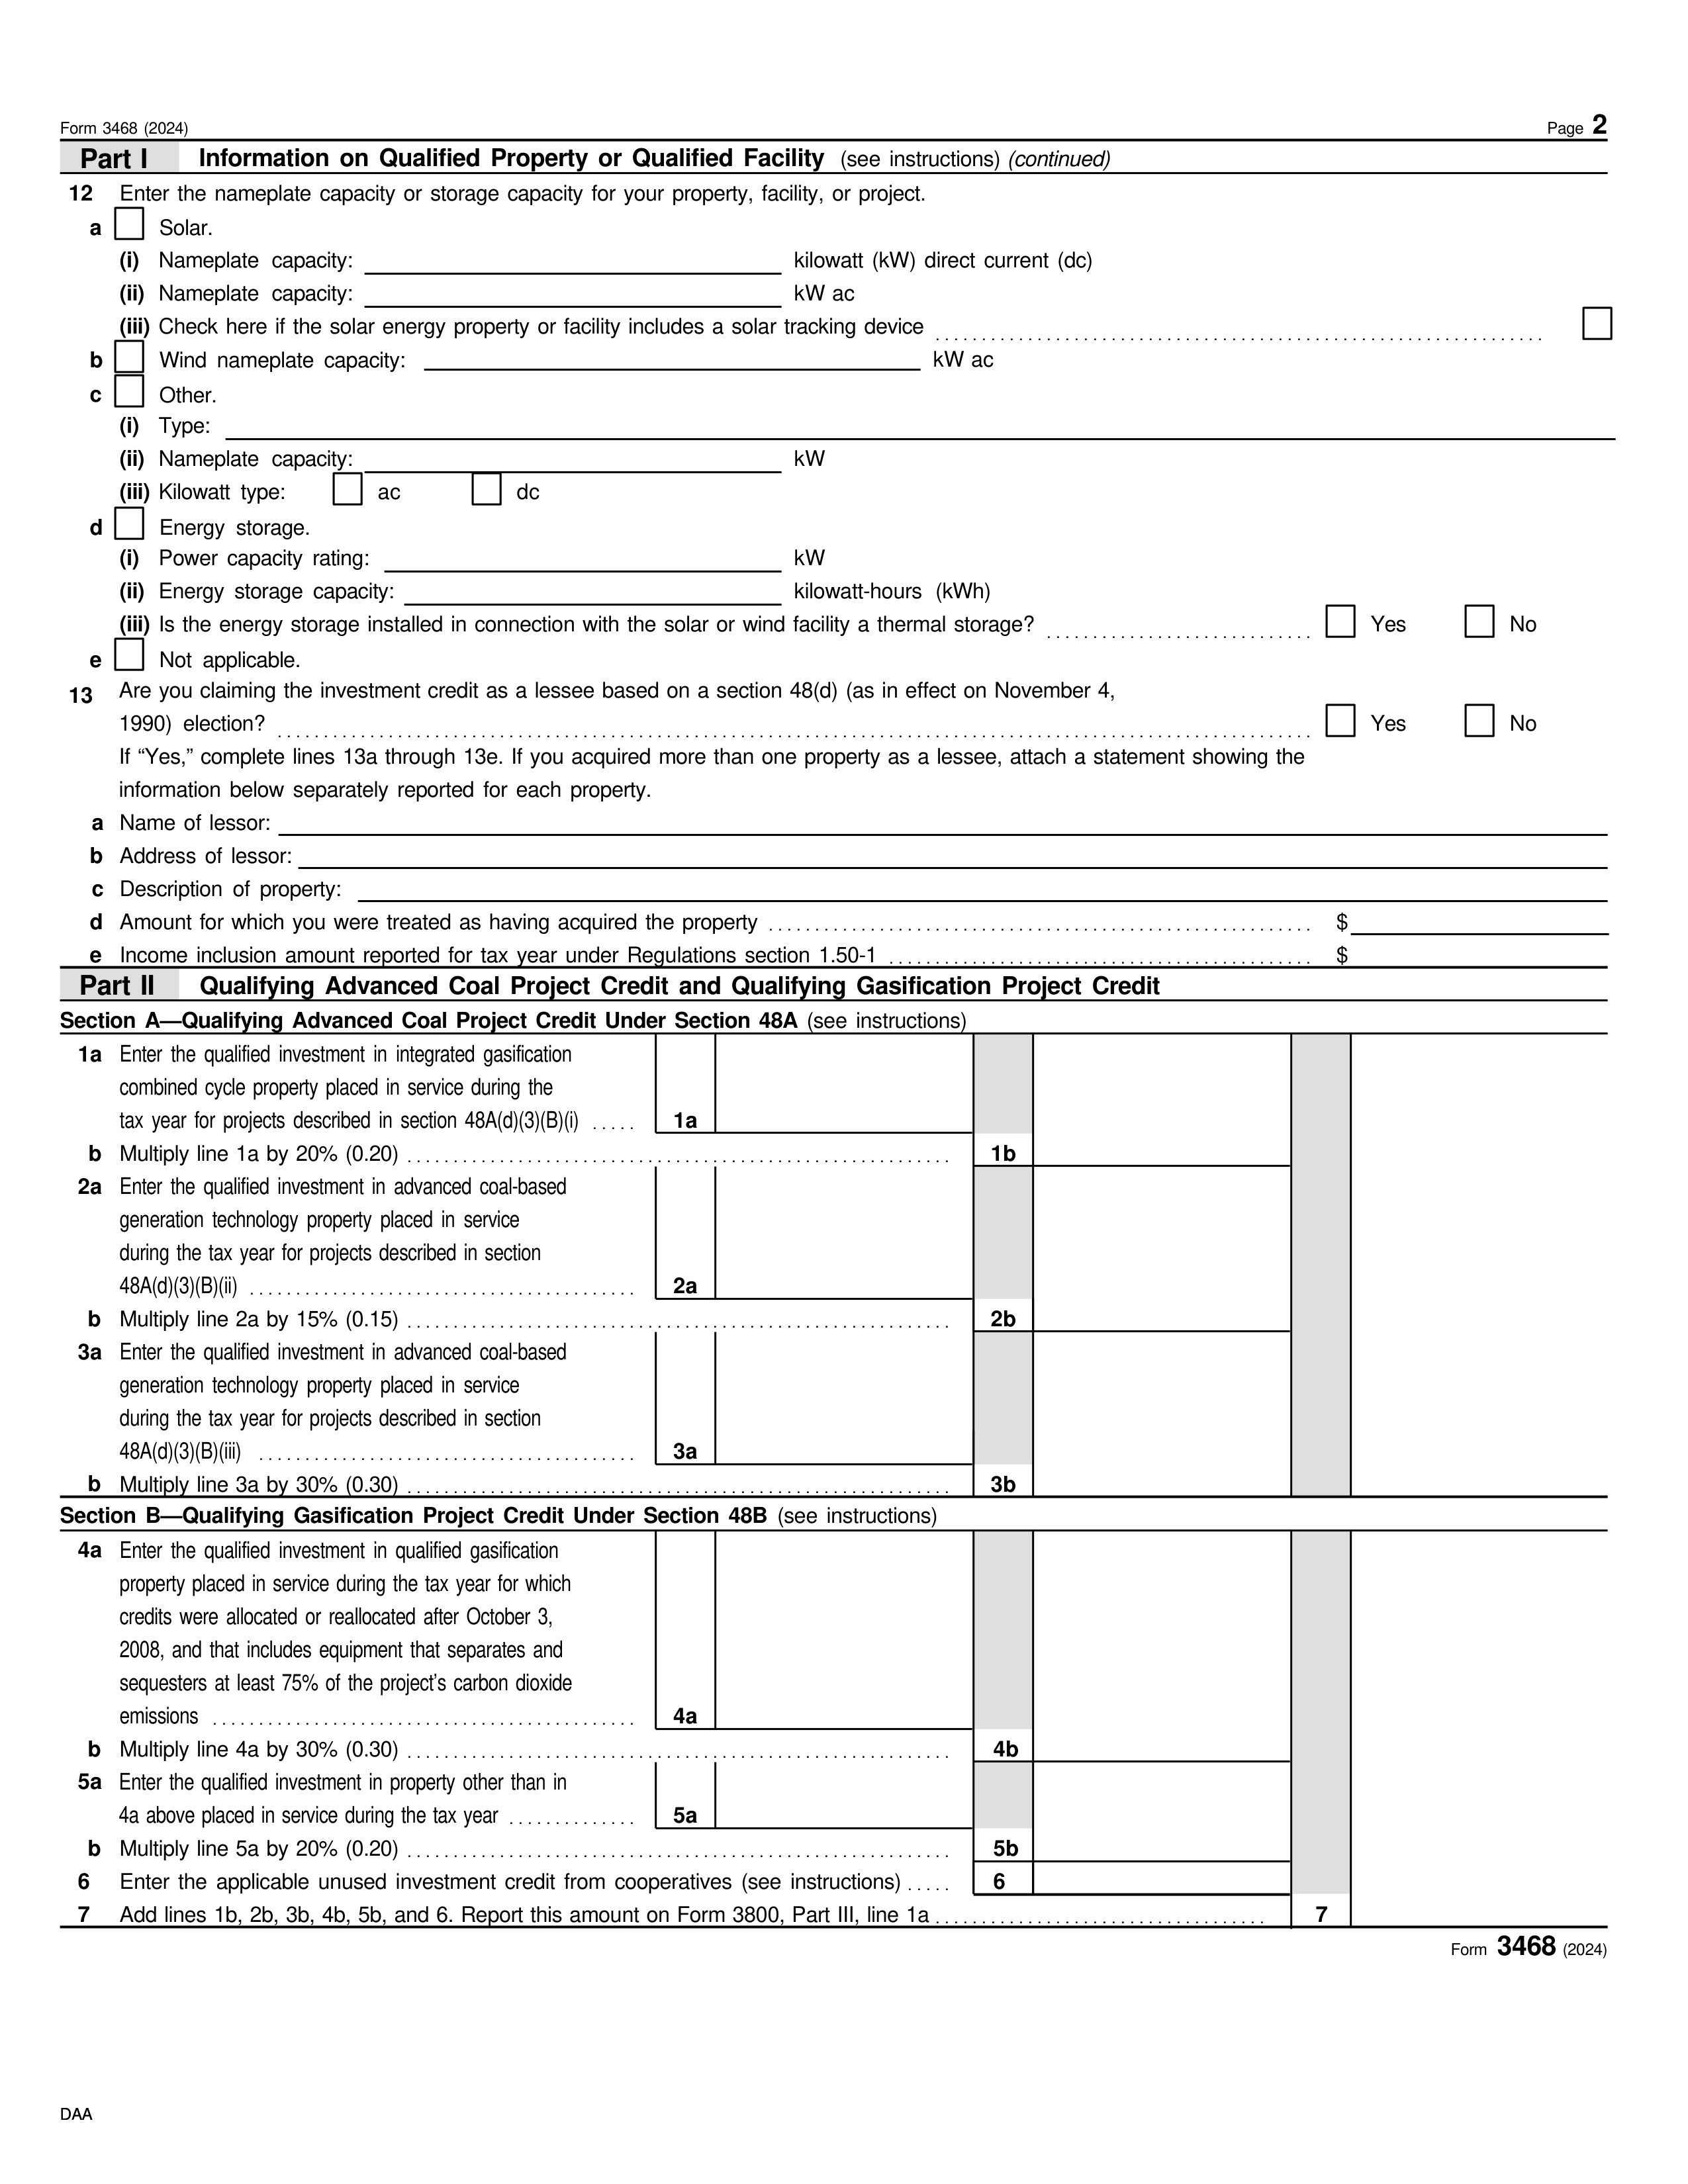 Form 3468 (2024) Page 2
Part I Information on Qualified Property or Qualified Facility (see instructions) (continued)
12 Enter the nameplate capacity or storage capacity for your property, facility, or project.
a Solar.
(i) Nameplate capacity: kilowatt (kW) direct current (dc)
(ii) Nameplate capacity: kW ac
(iii) Check here if the solar energy property or facility includes a solar tracking device
b Wind nameplate capacity: kW ac
c Other.
(i) Type:
(ii) Nameplate capacity: kW
(iii) Kilowatt type: ac dc
d Energy storage.
(i) Power capacity rating: kW
(ii) Energy storage capacity: kilowatt-hours (kWh)
(iii) Is the energy storage installed in connection with the solar or wind facility a thermal storage? Yes No
e Not applicable.
13 Are you claiming the investment credit as a lessee based on a section 48(d) (as in effect on November 4,
1990) election? Yes No
If “Yes,” complete lines 13a through 13e. If you acquired more than one property as a lessee, attach a statement showing the
information below separately reported for each property.
a Name of lessor:
b Address of lessor:
c Description of property:
d Amount for which you were treated as having acquired the property $
e Income inclusion amount reported for tax year under Regulations section 1.50-1 $
Part II Qualifying Advanced Coal Project Credit and Qualifying Gasification Project Credit
Section A—Qualifying Advanced Coal Project Credit Under Section 48A (see instructions)
1a Enter the qualified investment in integrated gasification
combined cycle property placed in service during the
tax year for projects described in section 48A(d)(3)(B)(i) 1a
b Multiply line 1a by 20% (0.20) 1b
2a Enter the qualified investment in advanced coal-based
generation technology property placed in service
during the tax year for projects described in section
48A(d)(3)(B)(ii) 2a
b Multiply line 2a by 15% (0.15) 2b
3a Enter the qualified investment in advanced coal-based
generation technology property placed in service
during the tax year for projects described in section
48A(d)(3)(B)(iii) 3a
b Multiply line 3a by 30% (0.30) 3b
Section B—Qualifying Gasification Project Credit Under Section 48B (see instructions)
4a Enter the qualified investment in qualified gasification
property placed in service during the tax year for which
credits were allocated or reallocated after October 3,
2008, and that includes equipment that separates and
sequesters at least 75% of the project’s carbon dioxide
emissions 4a
b Multiply line 4a by 30% (0.30) 4b
5a Enter the qualified investment in property other than in
4a above placed in service during the tax year 5a
b Multiply line 5a by 20% (0.20) 5b
6 Enter the applicable unused investment credit from cooperatives (see instructions) 6
7 Add lines 1b, 2b, 3b, 4b, 5b, and 6. Report this amount on Form 3800, Part III, line 1a 7
Form 3468 (2024)
DAA